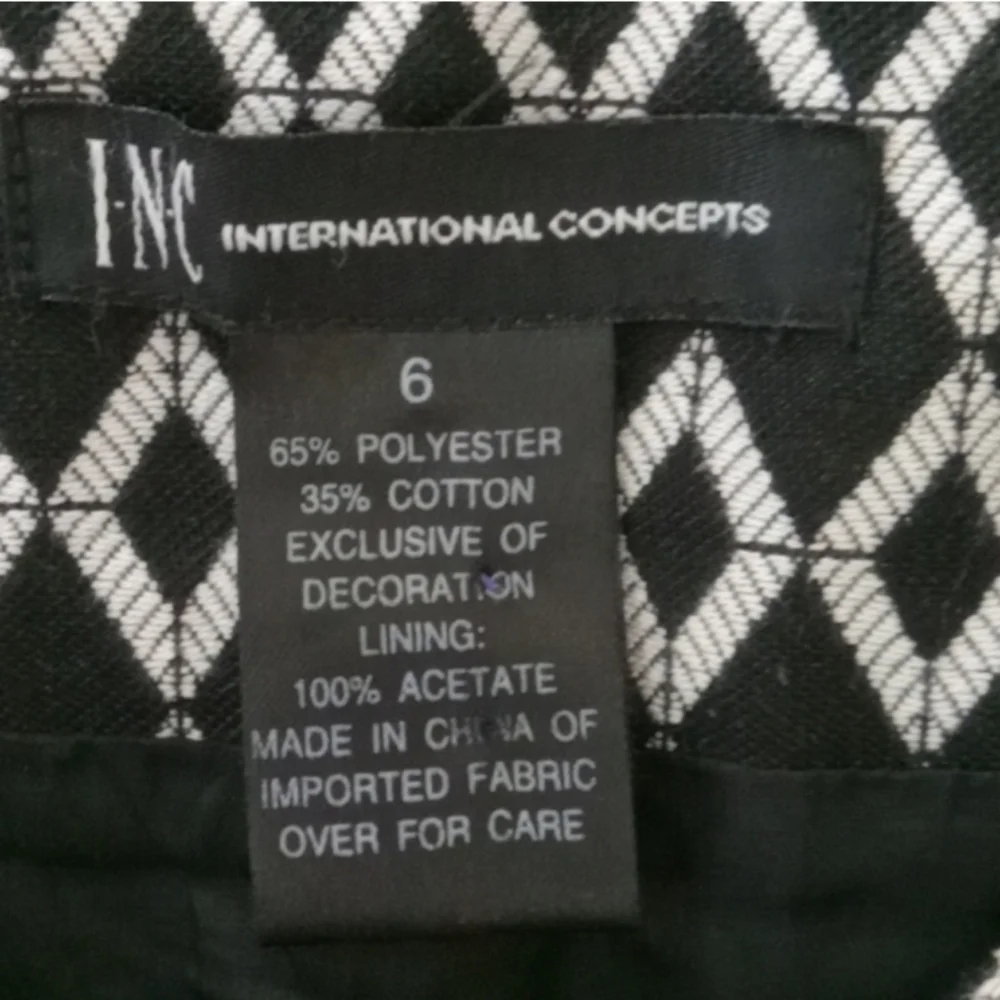 I·N·C INTERNATIONAL CONCEPTS
6
65% POLYESTER
35% COTTON
EXCLUSIVE OF
DECORATION
LINING:
100% ACETATE
MADE IN CHINA OF
IMPORTED FABRIC
OVER FOR CARE